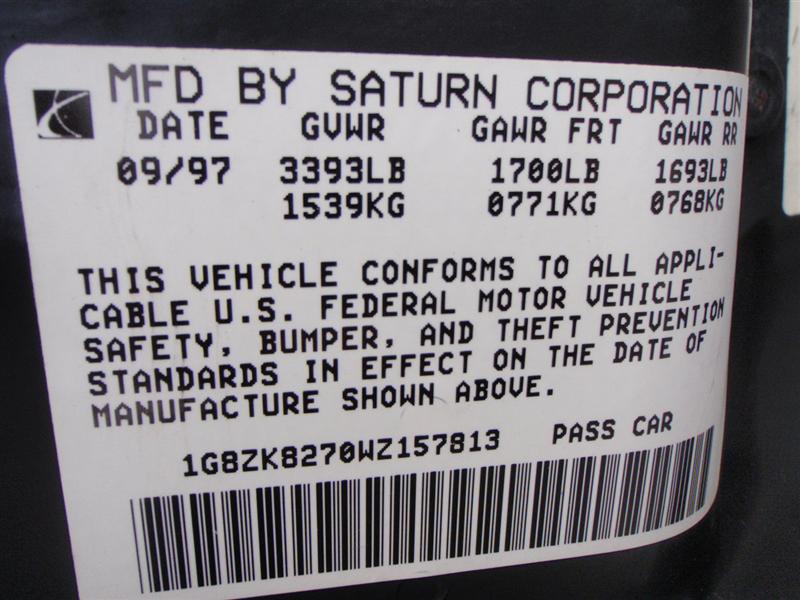 MFD BY SATURN CORPORATION
DATE GVWR GAWR FRT GAWR RR
09/97 3393LB 1700LB 1693LB
1539KG 0771KG 0768KG
THIS VEHICLE CONFORMS TO ALL APPLI-
CABLE U.S. FEDERAL MOTOR VEHICLE
SAFETY, BUMPER, AND THEFT PREVENTION
STANDARDS IN EFFECT ON THE DATE OF
MANUFACTURE SHOWN ABOVE.
1G8ZK8270WZ157813 PASS CAR